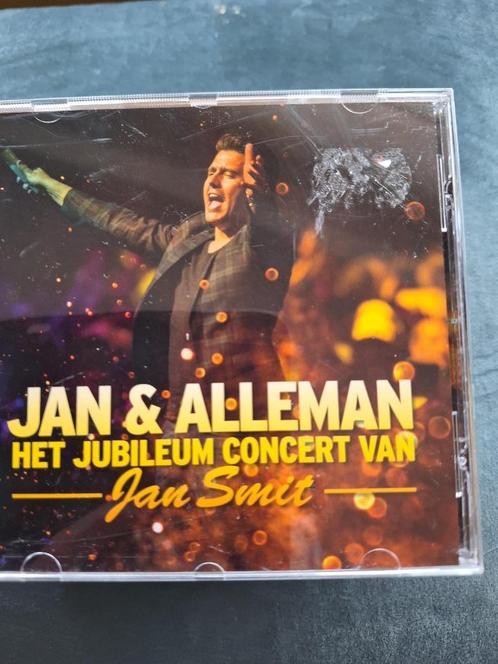 JAN & ALLEMAN
HET JUBILEUM CONCERT VAN
Jan Smit